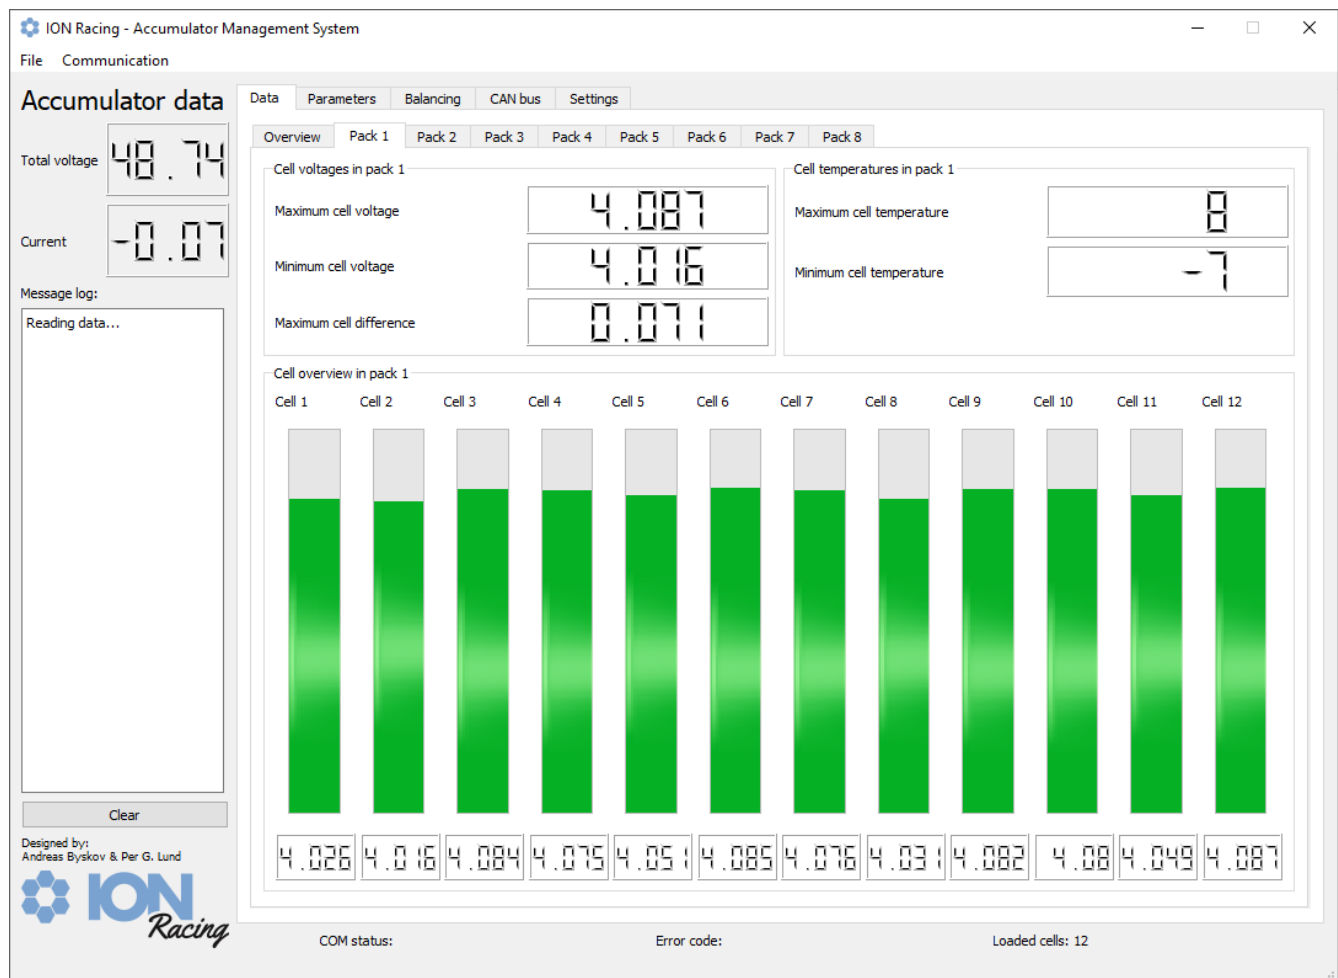 ION Racing - Accumulator Management System
File Communication
Accumulator data
Total voltage 48.74
Current -0.07
Message log:
Reading data...
Clear
Designed by:
Andreas Byskov & Per G. Lund
ION
Racing
Data Parameters Balancing CAN bus Settings
Overview Pack 1 Pack 2 Pack 3 Pack 4 Pack 5 Pack 6 Pack 7 Pack 8
Cell voltages in pack 1
Maximum cell voltage 4.087
Minimum cell voltage 4.016
Maximum cell difference 0.071
Cell temperatures in pack 1
Maximum cell temperature 8
Minimum cell temperature -7
Cell overview in pack 1
Cell 1 Cell 2 Cell 3 Cell 4 Cell 5 Cell 6 Cell 7 Cell 8 Cell 9 Cell 10 Cell 11 Cell 12
4.026 4.016 4.084 4.075 4.051 4.085 4.076 4.031 4.082 4.08 4.049 4.087
COM status: Error code: Loaded cells: 12